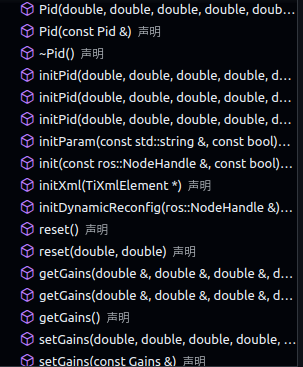 Pid(double, double, double, double, doub...
Pid(const Pid &) 声明
~Pid() 声明
initPid(double, double, double, double, d...
initPid(double, double, double, double, d...
initPid(double, double, double, double, d...
initParam(const std::string &, const bool)...
init(const ros::NodeHandle &, const bool)...
initXml(TiXmlElement *) 声明
initDynamicReconfig(ros::NodeHandle &)...
reset() 声明
reset(double, double) 声明
getGains(double &, double &, double &, d...
getGains(double &, double &, double &, d...
getGains() 声明
setGains(double, double, double, double, ...
setGains(const Gains &) 声明